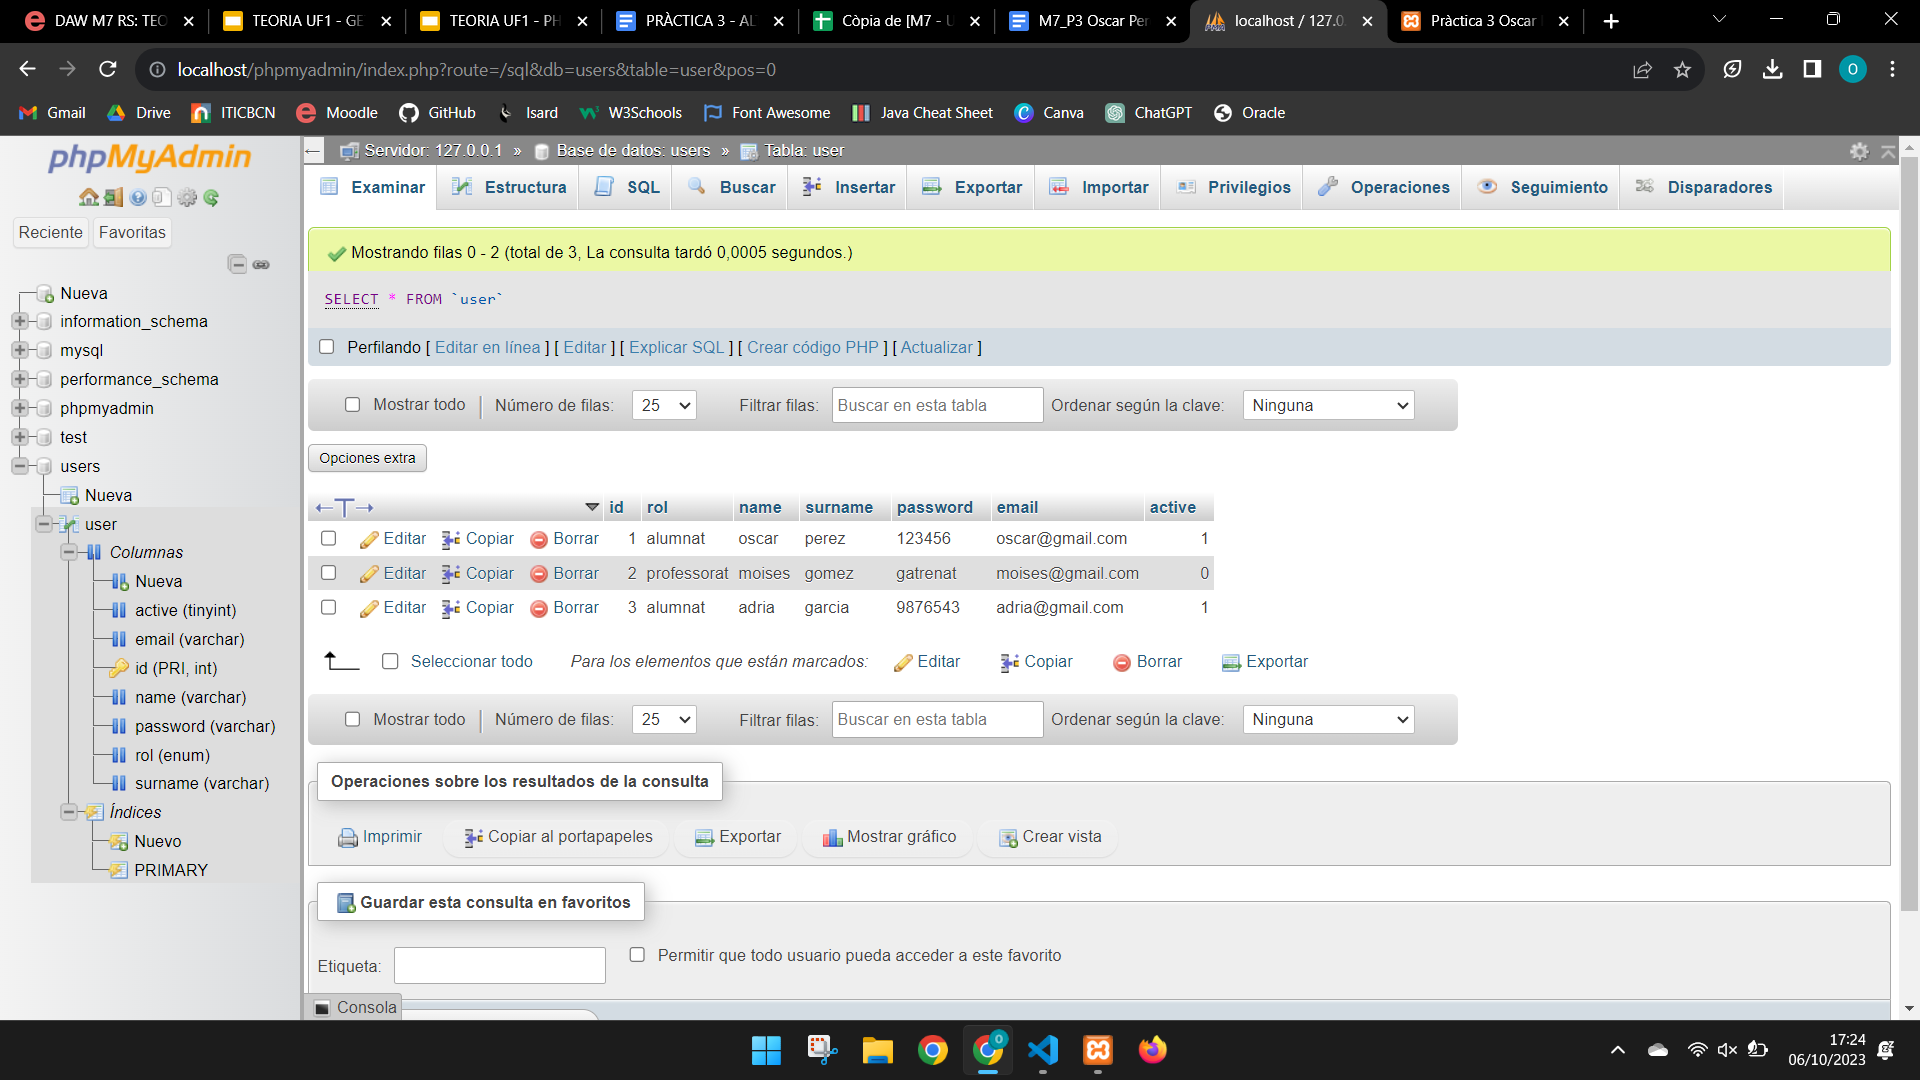 DAW M7 RS: TEO
TEORIA UF1 - GE
TEORIA UF1 - PH
PRÀCTICA 3 - AL
Còpia de [M7 - U
M7_P3 Oscar Per
localhost / 127.0.
Pràctica 3 Oscar
localhost/phpmyadmin/index.php?route=/sql&db=users&table=user&pos=0
O
Gmail
Drive
ITICBCN
Moodle
GitHub
Isard
W3Schools
Font Awesome
Java Cheat Sheet
Canva
ChatGPT
Oracle
phpMyAdmin
Reciente
Favoritas
Nueva
information_schema
mysql
performance_schema
phpmyadmin
test
users
Nueva
user
Columnas
Nueva
active (tinyint)
email (varchar)
id (PRI, int)
name (varchar)
password (varchar)
rol (enum)
surname (varchar)
Índices
Nuevo
PRIMARY
Servidor: 127.0.0.1 » Base de datos: users » Tabla: user
Examinar
Estructura
SQL
Buscar
Insertar
Exportar
Importar
Privilegios
Operaciones
Seguimiento
Disparadores
Mostrando filas 0 - 2 (total de 3, La consulta tardó 0,0005 segundos.)
SELECT * FROM `user`
Perfilando [ Editar en línea ] [ Editar ] [ Explicar SQL ] [ Crear código PHP ] [ Actualizar ]
Mostrar todo | Número de filas: 25 Filtrar filas: Buscar en esta tabla Ordenar según la clave: Ninguna
Opciones extra
id rol name surname password email active
Editar Copiar Borrar 1 alumnat oscar perez 123456 oscar@gmail.com 1
Editar Copiar Borrar 2 professorat moises gomez gatrenat moises@gmail.com 0
Editar Copiar Borrar 3 alumnat adria garcia 9876543 adria@gmail.com 1
Seleccionar todo Para los elementos que están marcados: Editar Copiar Borrar Exportar
Mostrar todo | Número de filas: 25 Filtrar filas: Buscar en esta tabla Ordenar según la clave: Ninguna
Operaciones sobre los resultados de la consulta
Imprimir Copiar al portapapeles Exportar Mostrar gráfico Crear vista
Guardar esta consulta en favoritos
Etiqueta: Permitir que todo usuario pueda acceder a este favorito
Consola
17:24
06/10/2023